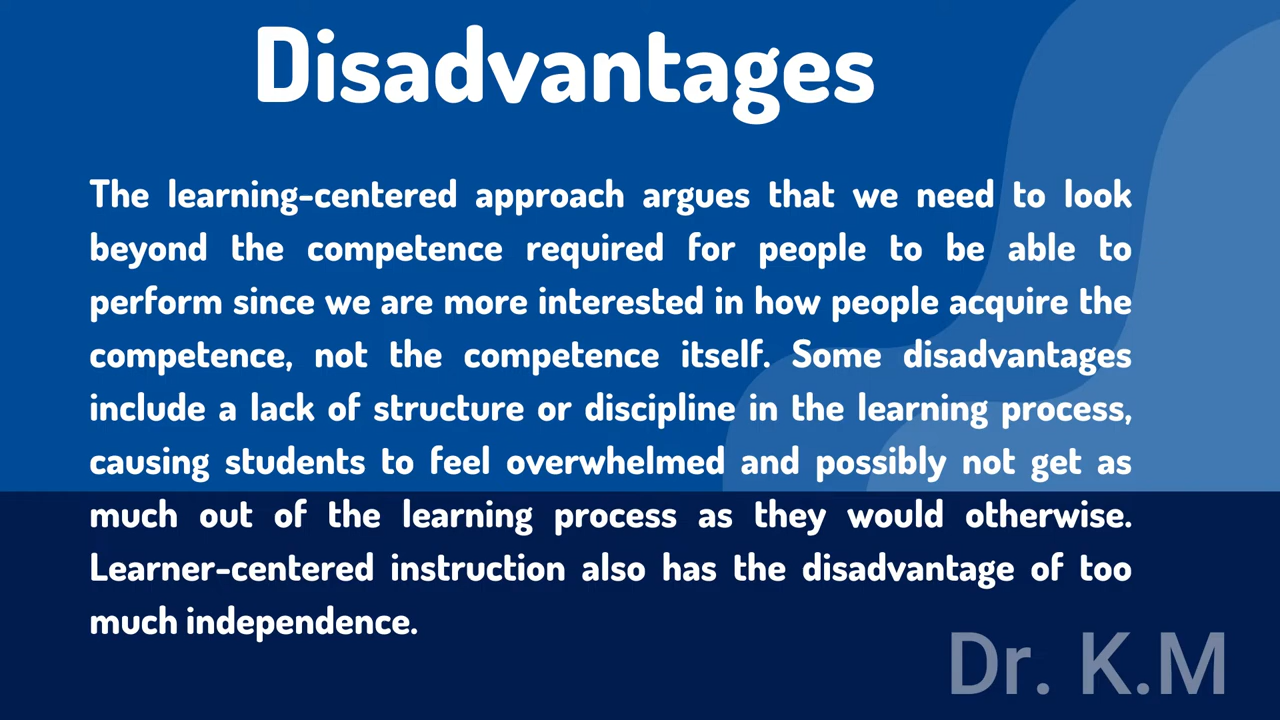 Disadvantages
The learning-centered approach argues that we need to look
beyond the competence required for people to be able to
perform since we are more interested in how people acquire the
competence, not the competence itself. Some disadvantages
include a lack of structure or discipline in the learning process,
causing students to feel overwhelmed and possibly not get as
much out of the learning process as they would otherwise.
Learner-centered instruction also has the disadvantage of too
much independence.
Dr. K.M